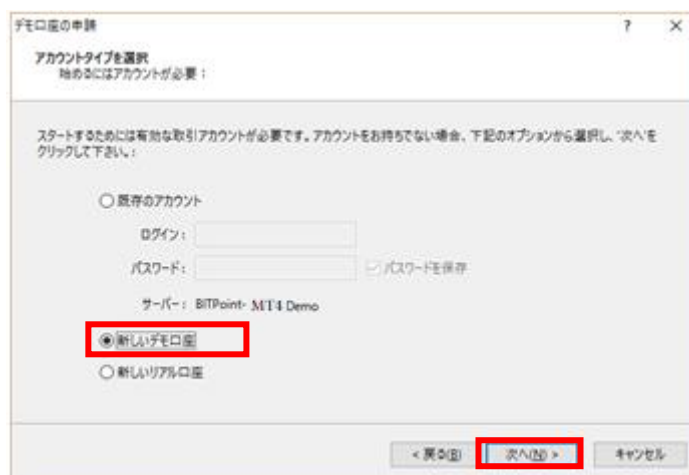 デモ口座の申請 ? ×
アカウントタイプを選択
始めるにはアカウントが必要：
スタートするためには有効な取引アカウントが必要です。アカウントをお持ちでない場合、下記のオプションから選択し、'次へ'を
クリックして下さい。:
既存のアカウント
ログイン：
パスワード： パスワードを保存
サーバー： BITPoint- MT4 Demo
新しいデモ口座
新しいリアル口座
< 戻る(B) 次へ(N) > キャンセル